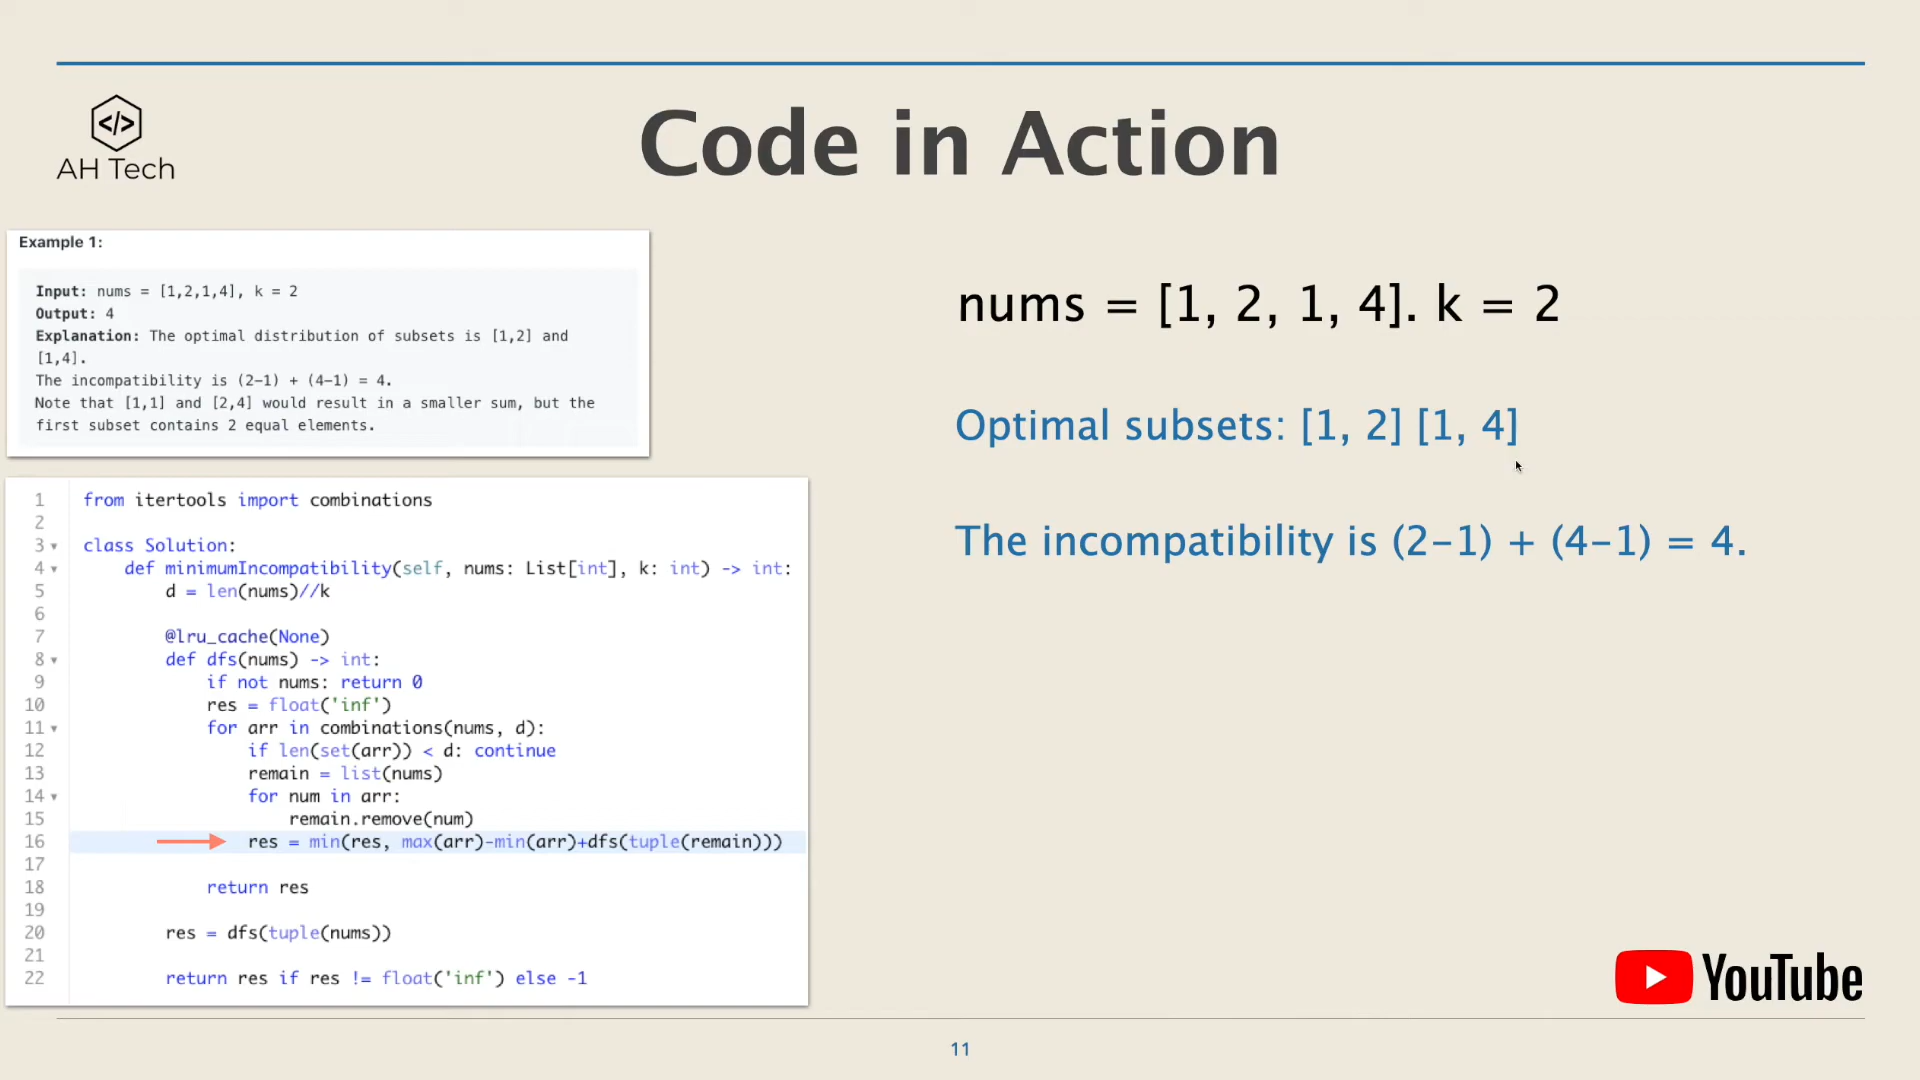 </>
AH Tech
Code in Action
Example 1:
Input: nums = [1,2,1,4], k = 2
Output: 4
Explanation: The optimal distribution of subsets is [1,2] and
[1,4].
The incompatibility is (2-1) + (4-1) = 4.
Note that [1,1] and [2,4] would result in a smaller sum, but the
first subset contains 2 equal elements.
1 from itertools import combinations
2
3 class Solution:
4 def minimumIncompatibility(self, nums: List[int], k: int) -> int:
5 d = len(nums)//k
6
7 @lru_cache(None)
8 def dfs(nums) -> int:
9 if not nums: return 0
10 res = float('inf')
11 for arr in combinations(nums, d):
12 if len(set(arr)) < d: continue
13 remain = list(nums)
14 for num in arr:
15 remain.remove(num)
16 res = min(res, max(arr)-min(arr)+dfs(tuple(remain)))
17
18 return res
19
20 res = dfs(tuple(nums))
21
22 return res if res != float('inf') else -1
nums = [1, 2, 1, 4]. k = 2
Optimal subsets: [1, 2] [1, 4]
The incompatibility is (2-1) + (4-1) = 4.
YouTube
11